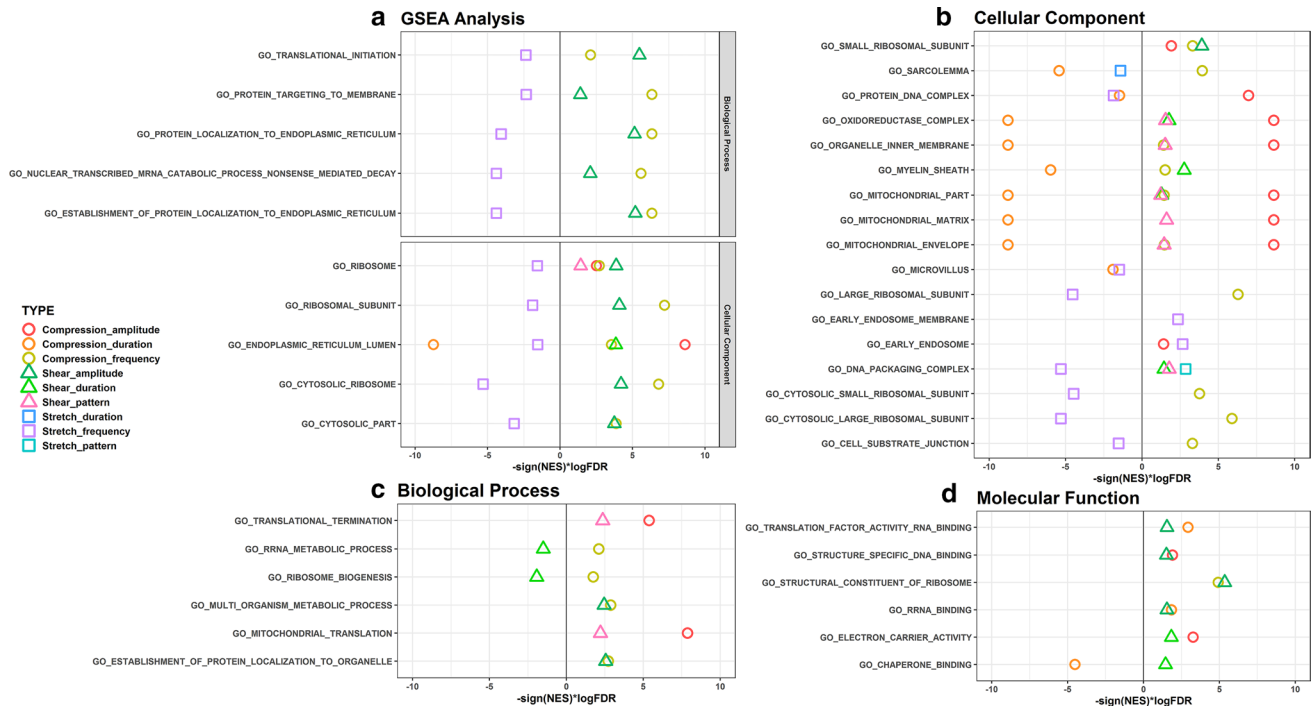 a GSEA Analysis
GO_TRANSLATIONAL_INITIATION
GO_PROTEIN_TARGETING_TO_MEMBRANE
GO_PROTEIN_LOCALIZATION_TO_ENDOPLASMIC_RETICULUM
GO_NUCLEAR_TRANSCRIBED_MRNA_CATABOLIC_PROCESS_NONSENSE_MEDIATED_DECAY
GO_ESTABLISHMENT_OF_PROTEIN_LOCALIZATION_TO_ENDOPLASMIC_RETICULUM
Biological Process
GO_RIBOSOME
GO_RIBOSOMAL_SUBUNIT
GO_ENDOPLASMIC_RETICULUM_LUMEN
GO_CYTOSOLIC_RIBOSOME
GO_CYTOSOLIC_PART
Cellular Component
-10 -5 0 5 10
-sign(NES)*logFDR
TYPE
Compression_amplitude
Compression_duration
Compression_frequency
Shear_amplitude
Shear_duration
Shear_pattern
Stretch_duration
Stretch_frequency
Stretch_pattern
b Cellular Component
GO_SMALL_RIBOSOMAL_SUBUNIT
GO_SARCOLEMMA
GO_PROTEIN_DNA_COMPLEX
GO_OXIDOREDUCTASE_COMPLEX
GO_ORGANELLE_INNER_MEMBRANE
GO_MYELIN_SHEATH
GO_MITOCHONDRIAL_PART
GO_MITOCHONDRIAL_MATRIX
GO_MITOCHONDRIAL_ENVELOPE
GO_MICROVILLUS
GO_LARGE_RIBOSOMAL_SUBUNIT
GO_EARLY_ENDOSOME_MEMBRANE
GO_EARLY_ENDOSOME
GO_DNA_PACKAGING_COMPLEX
GO_CYTOSOLIC_SMALL_RIBOSOMAL_SUBUNIT
GO_CYTOSOLIC_LARGE_RIBOSOMAL_SUBUNIT
GO_CELL_SUBSTRATE_JUNCTION
-10 -5 0 5 10
-sign(NES)*logFDR
c Biological Process
GO_TRANSLATIONAL_TERMINATION
GO_RRNA_METABOLIC_PROCESS
GO_RIBOSOME_BIOGENESIS
GO_MULTI_ORGANISM_METABOLIC_PROCESS
GO_MITOCHONDRIAL_TRANSLATION
GO_ESTABLISHMENT_OF_PROTEIN_LOCALIZATION_TO_ORGANELLE
-10 -5 0 5 10
-sign(NES)*logFDR
d Molecular Function
GO_TRANSLATION_FACTOR_ACTIVITY_RNA_BINDING
GO_STRUCTURE_SPECIFIC_DNA_BINDING
GO_STRUCTURAL_CONSTITUENT_OF_RIBOSOME
GO_RRNA_BINDING
GO_ELECTRON_CARRIER_ACTIVITY
GO_CHAPERONE_BINDING
-10 -5 0 5 10
-sign(NES)*logFDR